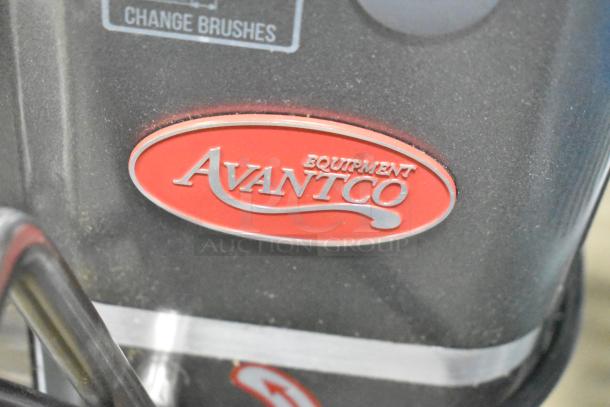 CHANGE BRUSHES
EQUIPMENT
AVANTCO
AUCTION GROUP